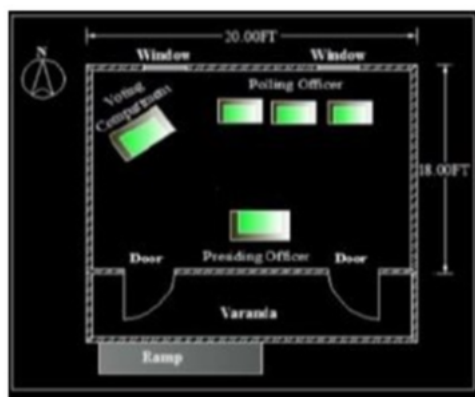 N
20.00FT
Window
Window
Voting
Compartment
Polling Officer
18.00FT
Door
Presiding Officer
Door
Varanda
Ramp